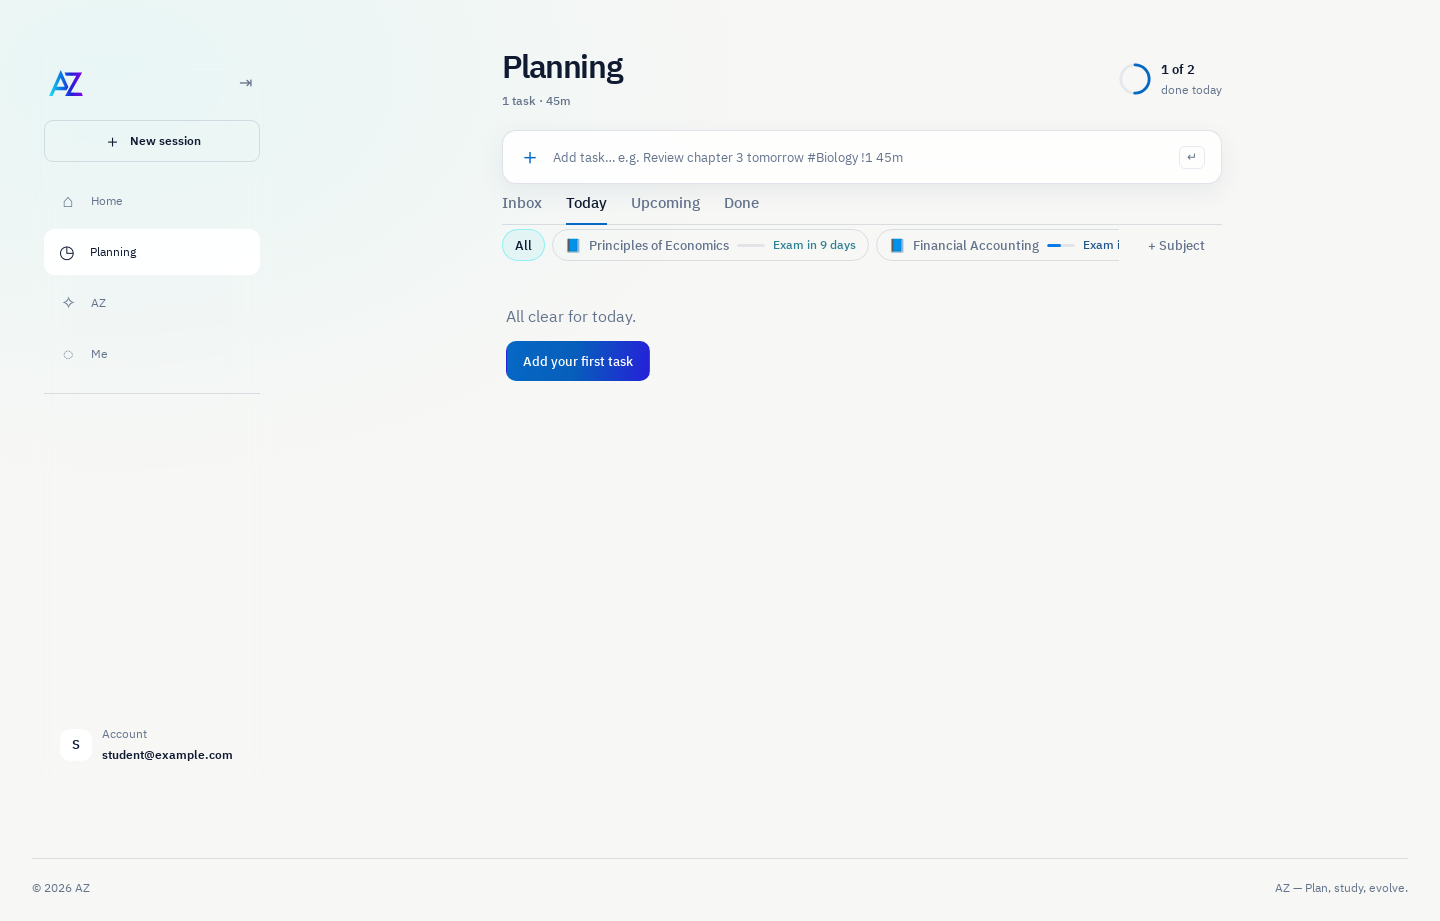 AZ
New session
Home
Planning
AZ
Me
Account
S
student@example.com
Planning
1 task · 45m
1 of 2
done today
Add task… e.g. Review chapter 3 tomorrow #Biology !1 45m
Inbox Today Upcoming Done
All Principles of Economics Exam in 9 days Financial Accounting Exam i + Subject
All clear for today.
Add your first task
© 2026 AZ
AZ — Plan, study, evolve.